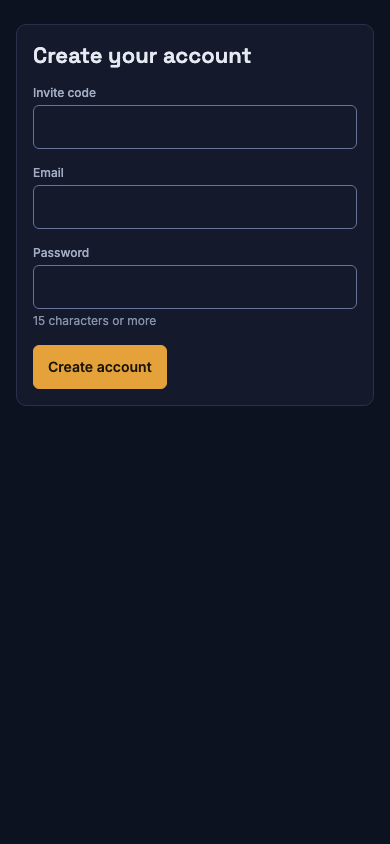 Create your account
Invite code
Email
Password
15 characters or more
Create account